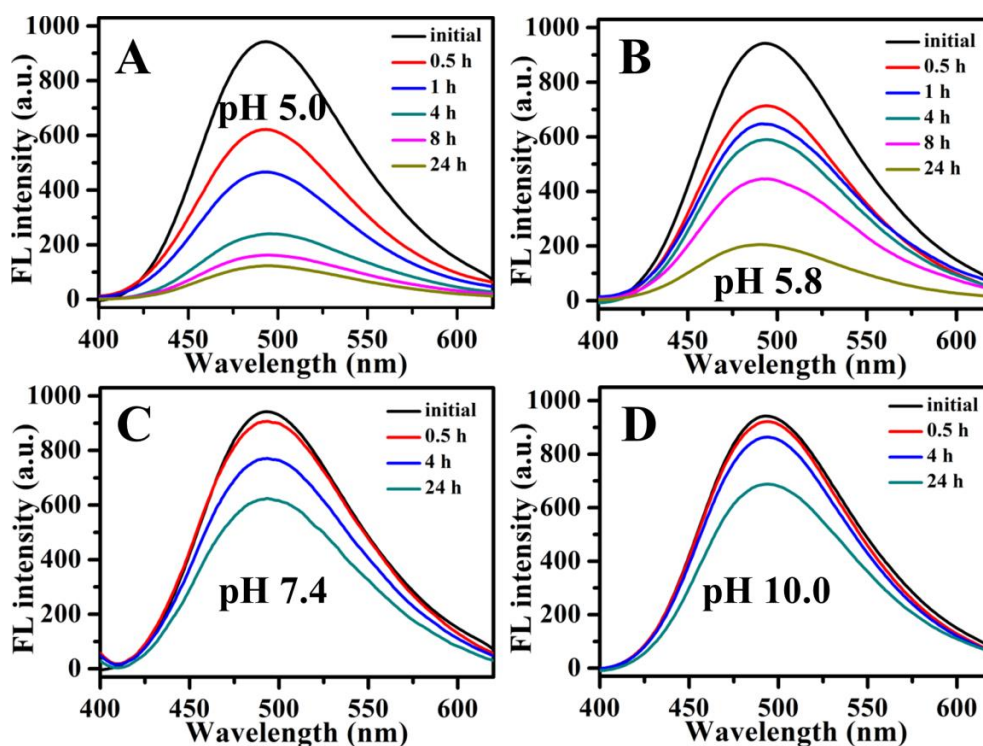 A
pH 5.0
initial
0.5 h
1 h
4 h
8 h
24 h
FL intensity (a.u.)
1000
800
600
400
200
0
400 450 500 550 600
Wavelength (nm)
B
pH 5.8
initial
0.5 h
1 h
4 h
8 h
24 h
FL intensity (a.u.)
1000
800
600
400
200
0
400 450 500 550 600
Wavelength (nm)
C
pH 7.4
initial
0.5 h
4 h
24 h
FL intensity (a.u.)
1000
800
600
400
200
0
400 450 500 550 600
Wavelength (nm)
D
pH 10.0
initial
0.5 h
4 h
24 h
FL intensity (a.u.)
1000
800
600
400
200
0
400 450 500 550 600
Wavelength (nm)